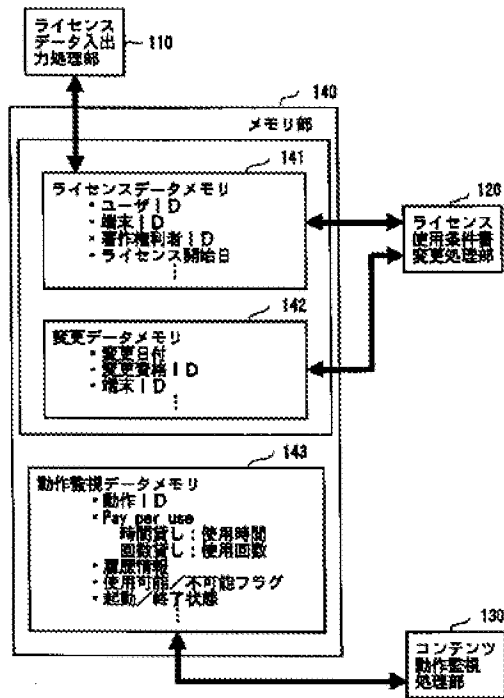 ライセンス
データ入出
力処理部
110
140
メモリ部
141
ライセンスデータメモリ
・ユーザID
・端末ID
・著作権利者ID
・ライセンス開始日
⋮
120
ライセンス
使用条件書
変更処理部
142
変更データメモリ
・変更日付
・変更資格ID
・端末ID
⋮
143
動作監視データメモリ
・動作ID
・Pay per use
時間貸し:使用時間
回数貸し:使用回数
・履歴情報
・使用可能/不可能フラグ
・起動/終了状態
⋮
130
コンテンツ
動作監視
処理部